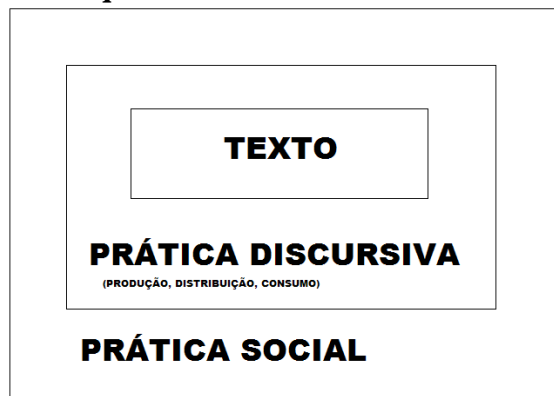 TEXTO
PRÁTICA DISCURSIVA
(PRODUÇÃO, DISTRIBUIÇÃO, CONSUMO)
PRÁTICA SOCIAL